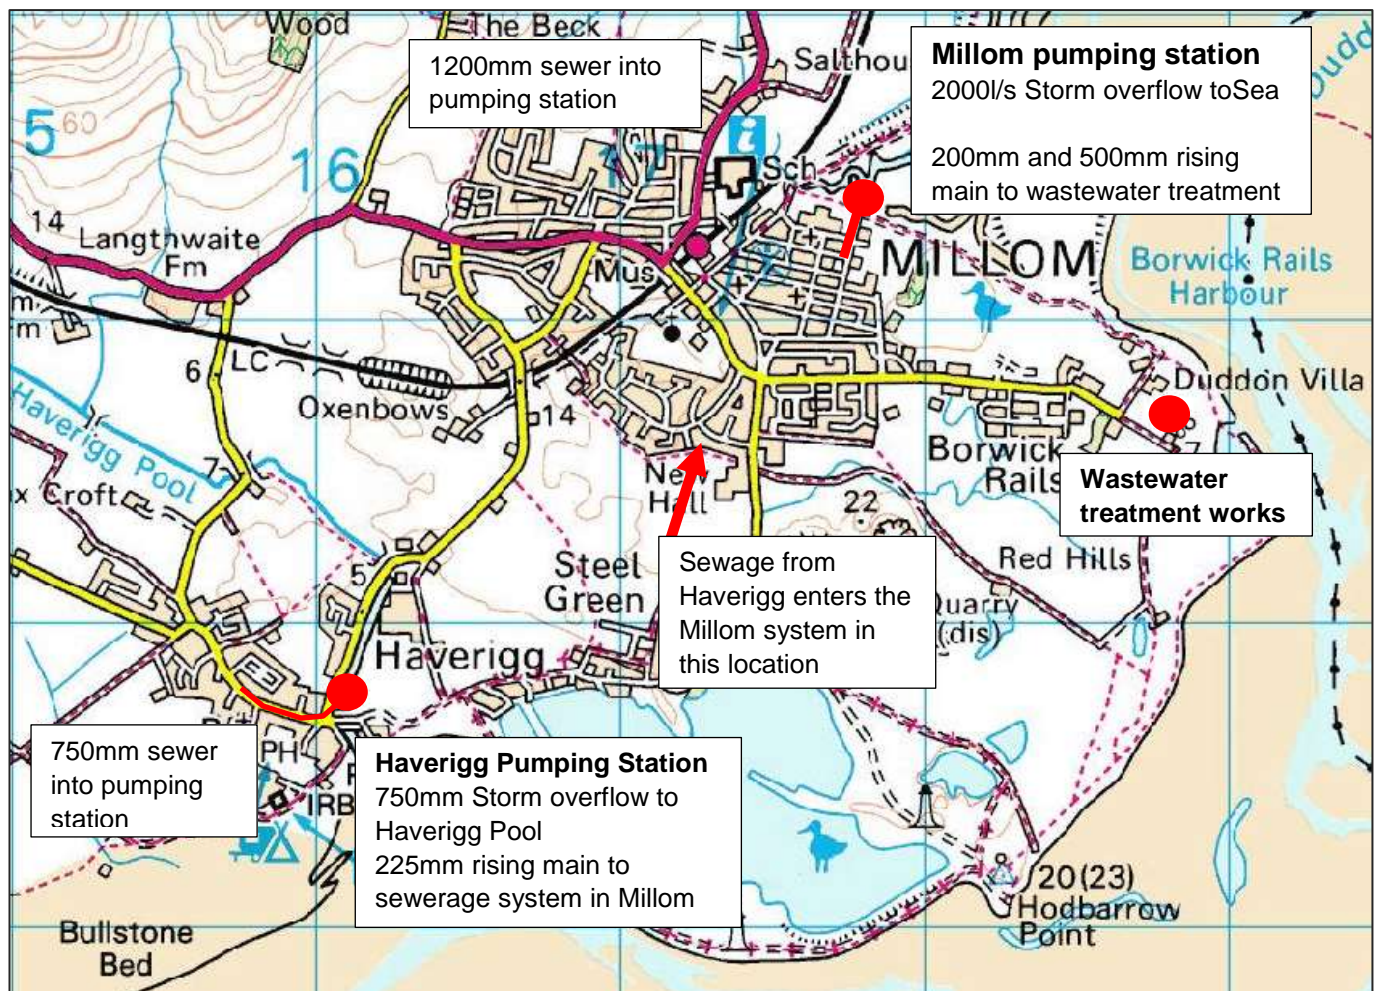 Wood
The Beck
1200mm sewer into
pumping station
Salthou
Millom pumping station
2000l/s Storm overflow toSea
200mm and 500mm rising
main to wastewater treatment
Dudd
5
60
16
17
i
Sch
14
Langthwaite
Fm
Mus
MILLOM
Borwick Rails
Harbour
m
m
6
LC
Oxenbows
14
Duddon Villa
Haverigg Pool
7
x Croft
New
Hall
Borwick
Rails
7
Wastewater
treatment works
22
5
Steel
Green
Sewage from
Haverigg enters the
Millom system in
this location
Red Hills
Quarry
(dis)
Haverigg
750mm sewer
into pumping
station
PH
IRB
Haverigg Pumping Station
750mm Storm overflow to
Haverigg Pool
225mm rising main to
sewerage system in Millom
20(23)
Hodbarrow
Point
Bullstone
Bed